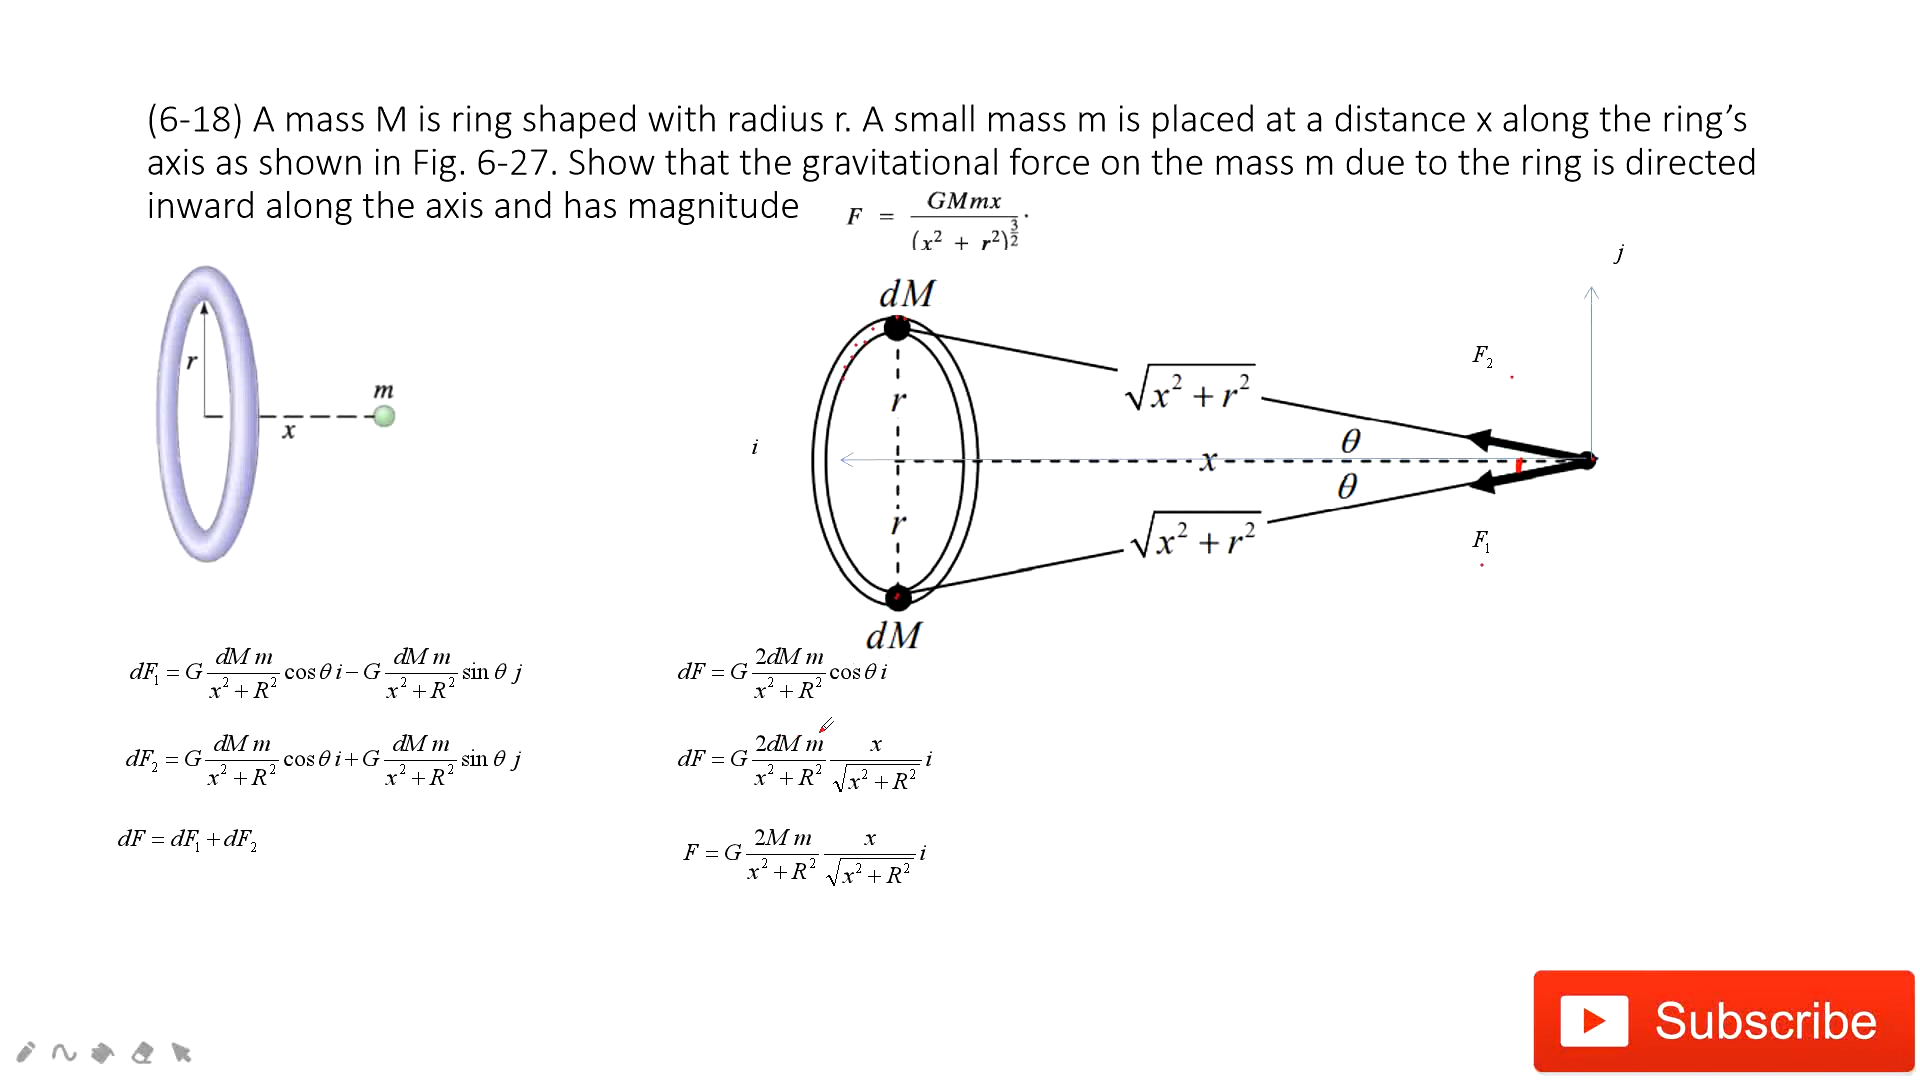 (6-18) A mass M is ring shaped with radius r. A small mass m is placed at a distance x along the ring’s
axis as shown in Fig. 6-27. Show that the gravitational force on the mass m due to the ring is directed
inward along the axis and has magnitude F = GMmx / (x² + r²)^(3/2).
j
dM
r
m
x
F₂
√(x² + r²)
r
θ
i
x
θ
r
√(x² + r²)
F₁
dM
dF₁ = G dM m / (x² + R²) cos θ i − G dM m / (x² + R²) sin θ j
dF = G 2dM m / (x² + R²) cos θ i
dF₂ = G dM m / (x² + R²) cos θ i + G dM m / (x² + R²) sin θ j
dF = G 2dM m / (x² + R²) x / √(x² + R²) i
dF = dF₁ + dF₂
F = G 2M m / (x² + R²) x / √(x² + R²) i
Subscribe